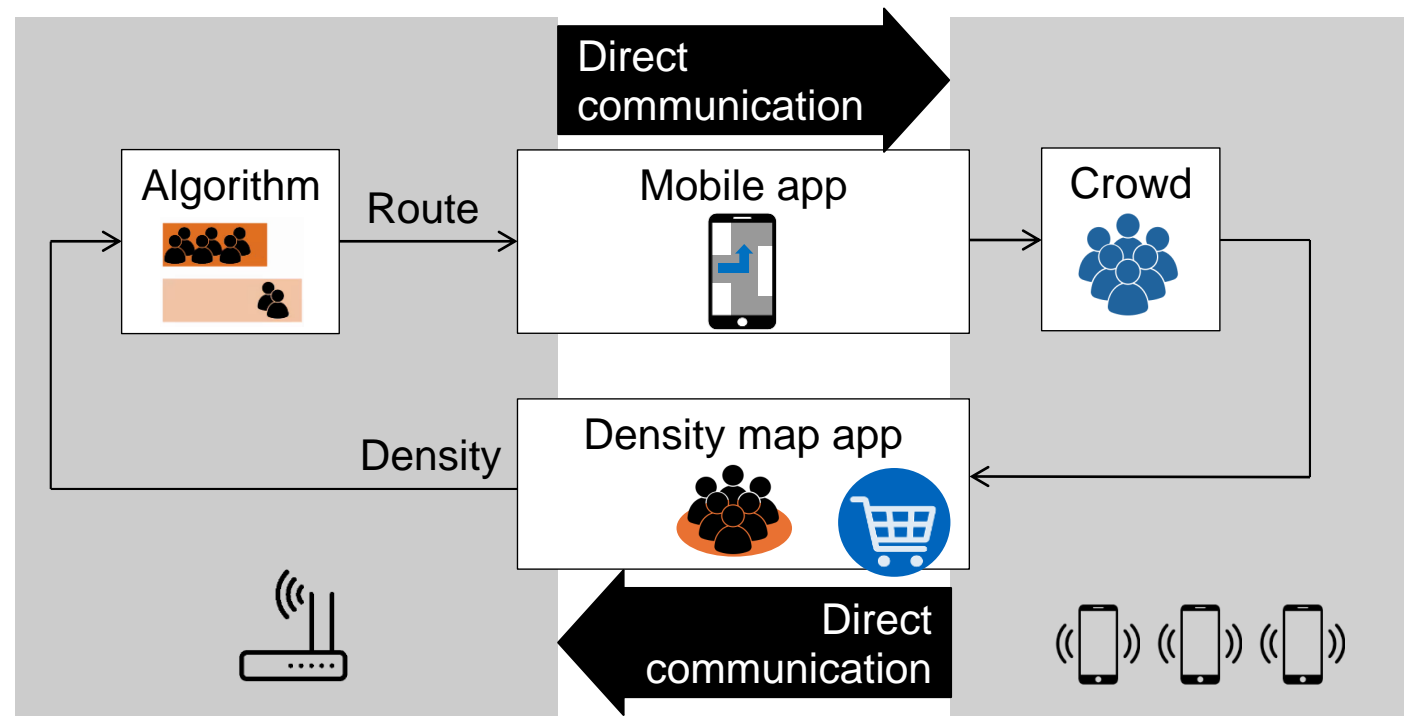 Direct
communication
Algorithm
Route
Mobile app
Crowd
Density
Density map app
Direct
communication